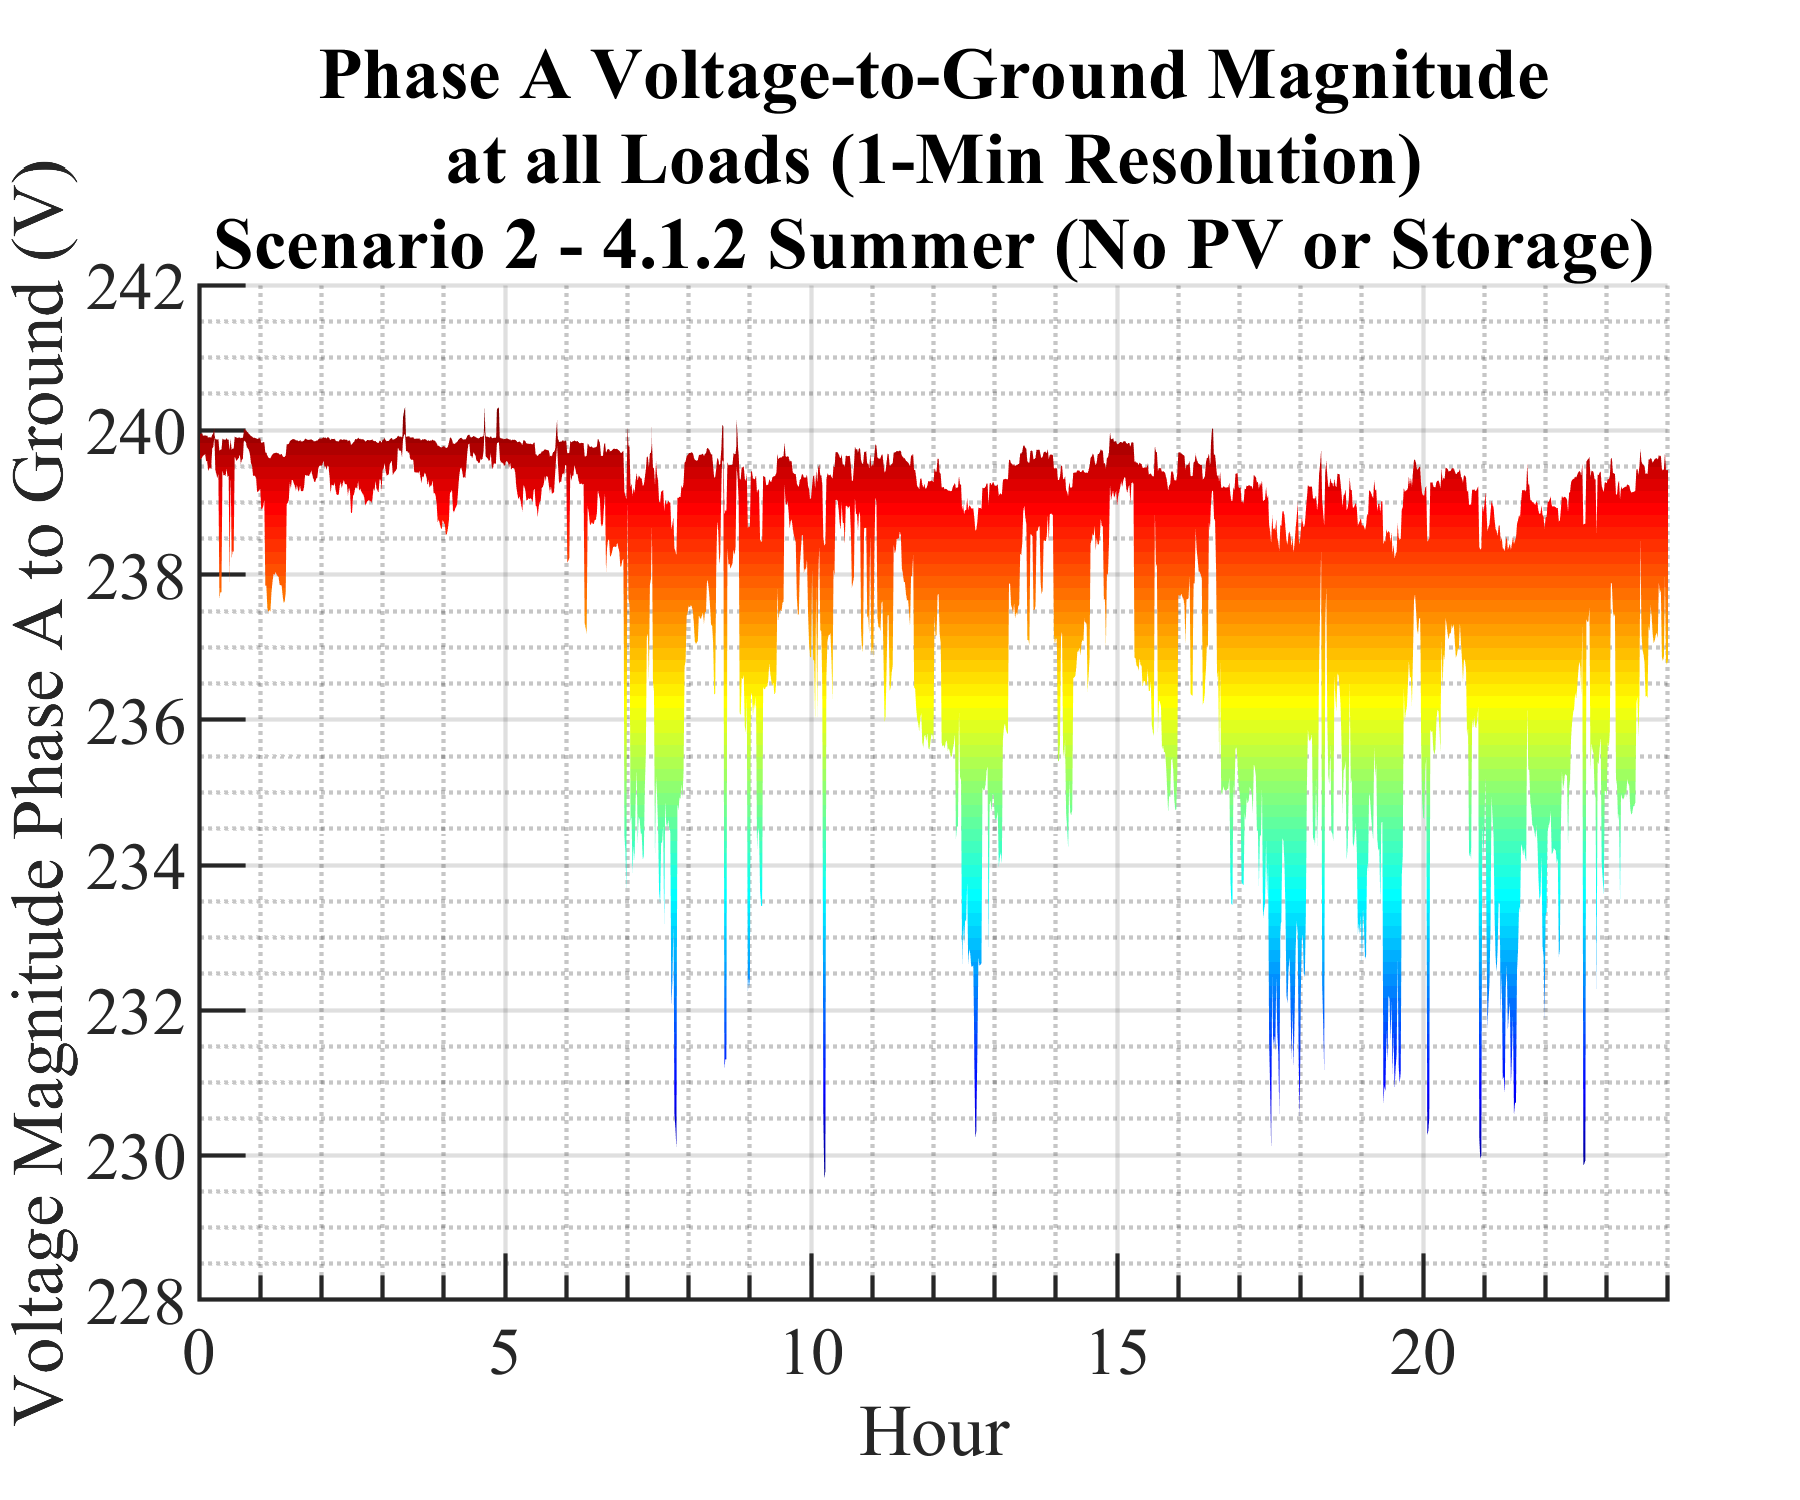 Phase A Voltage-to-Ground Magnitude
at all Loads (1-Min Resolution)
Scenario 2 - 4.1.2 Summer (No PV or Storage)
Voltage Magnitude Phase A to Ground (V)
242
240
238
236
234
232
230
228
0 5 10 15 20
Hour